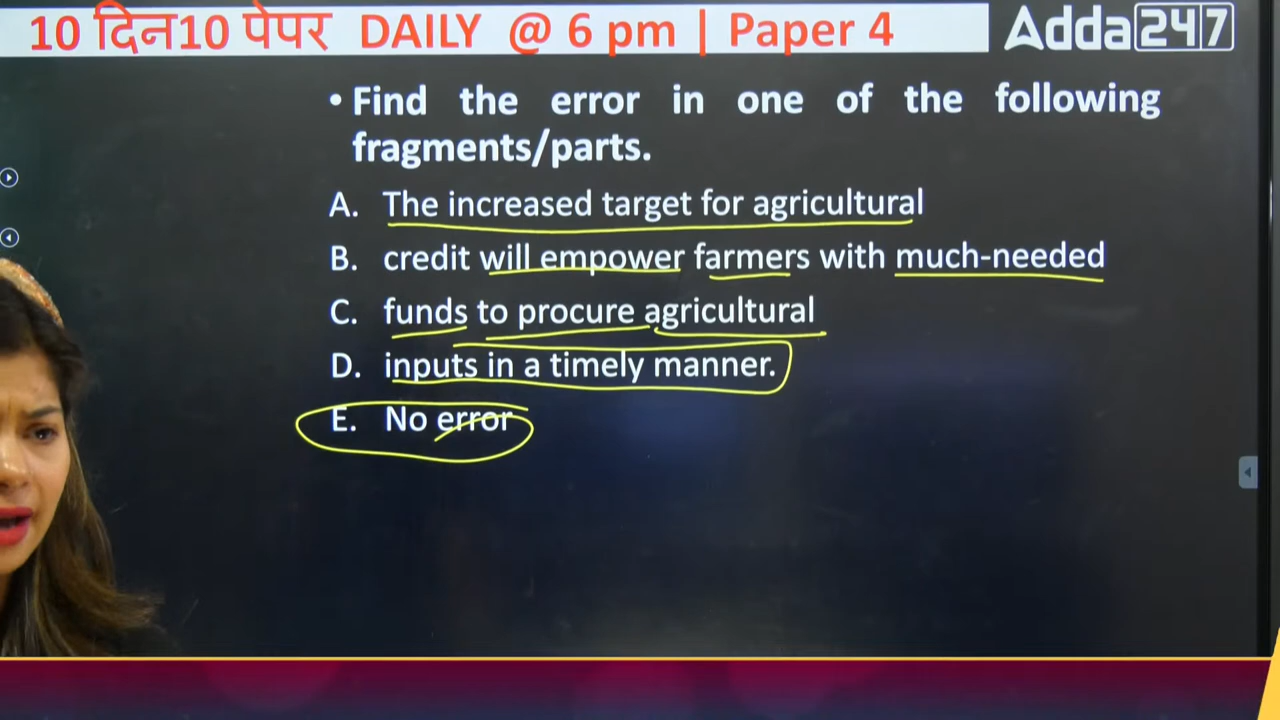 10 दिन10 पेपर DAILY @ 6 pm | Paper 4
Adda247
• Find the error in one of the following
fragments/parts.
A. The increased target for agricultural
B. credit will empower farmers with much-needed
C. funds to procure agricultural
D. inputs in a timely manner.
E. No error